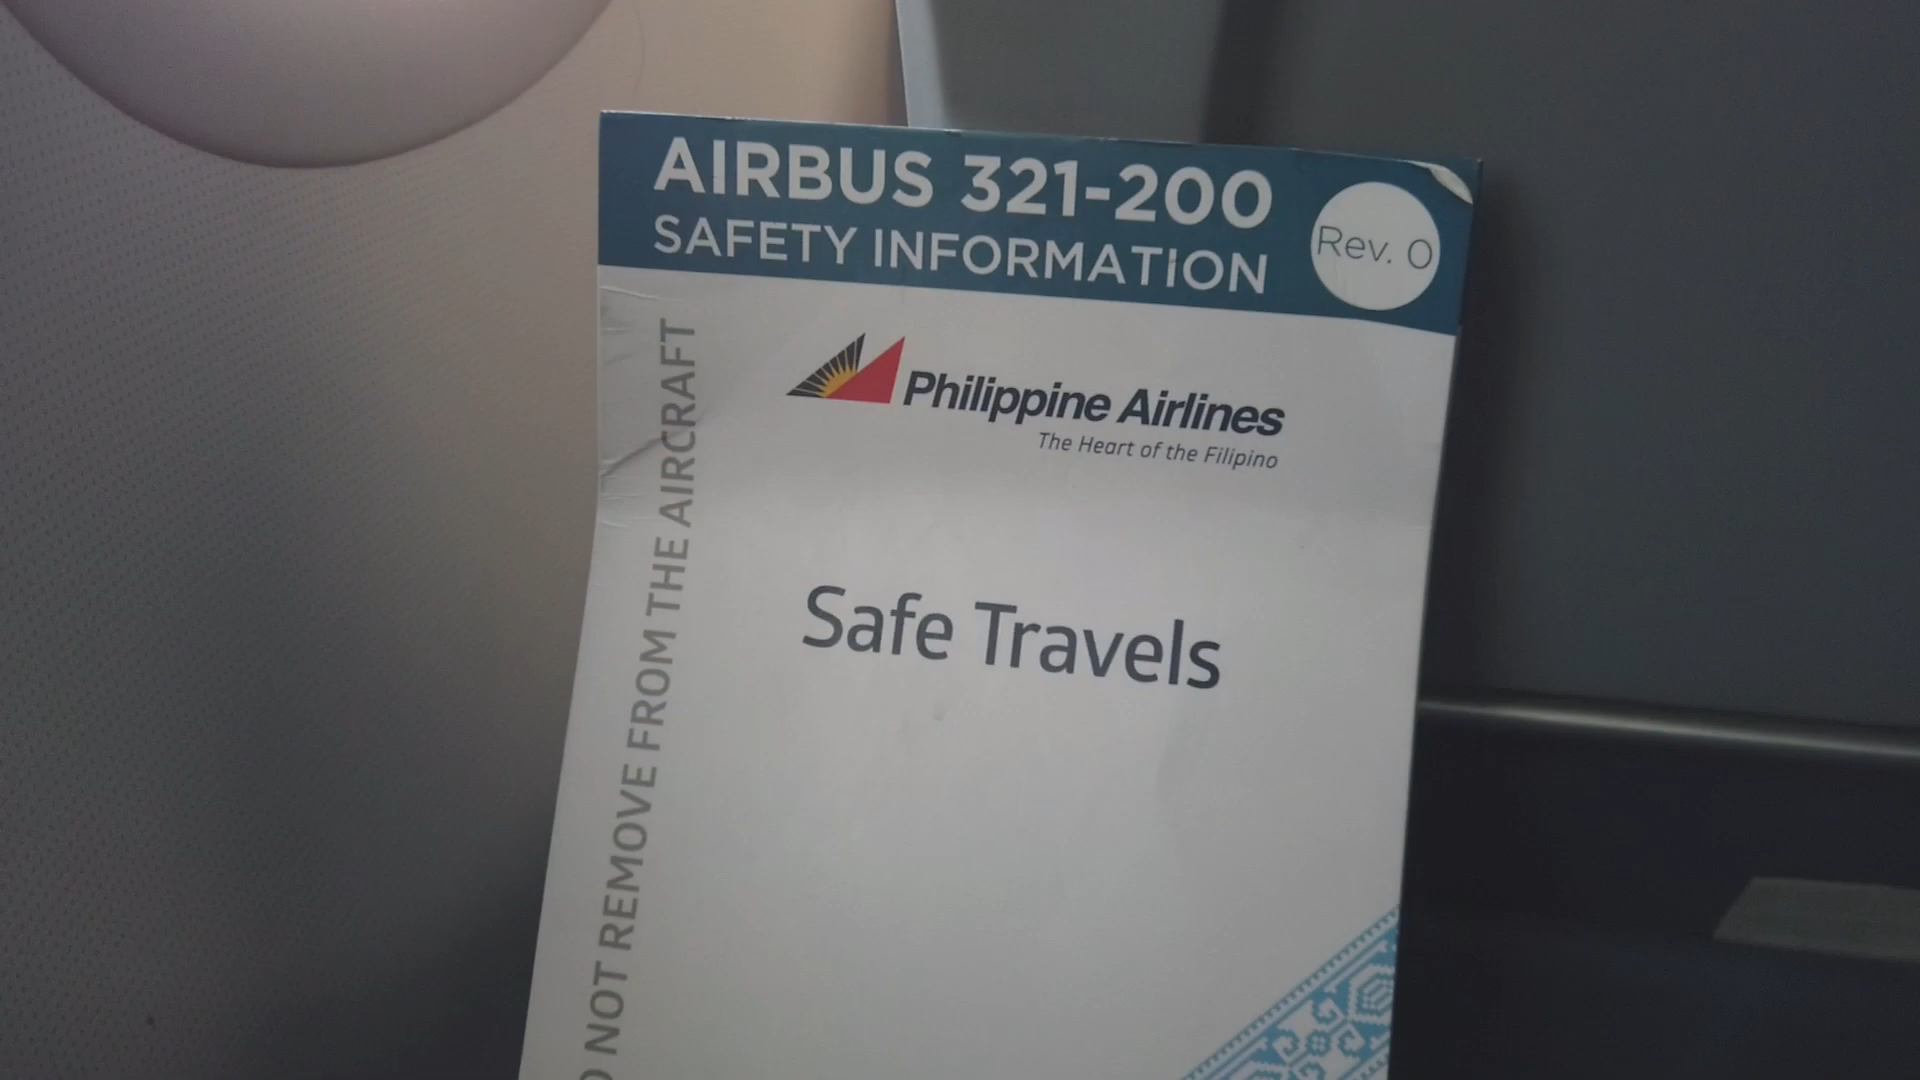 AIRBUS 321-200
SAFETY INFORMATION
Rev. 0
Philippine Airlines
The Heart of the Filipino
Safe Travels
NOT REMOVE FROM THE AIRCRAFT